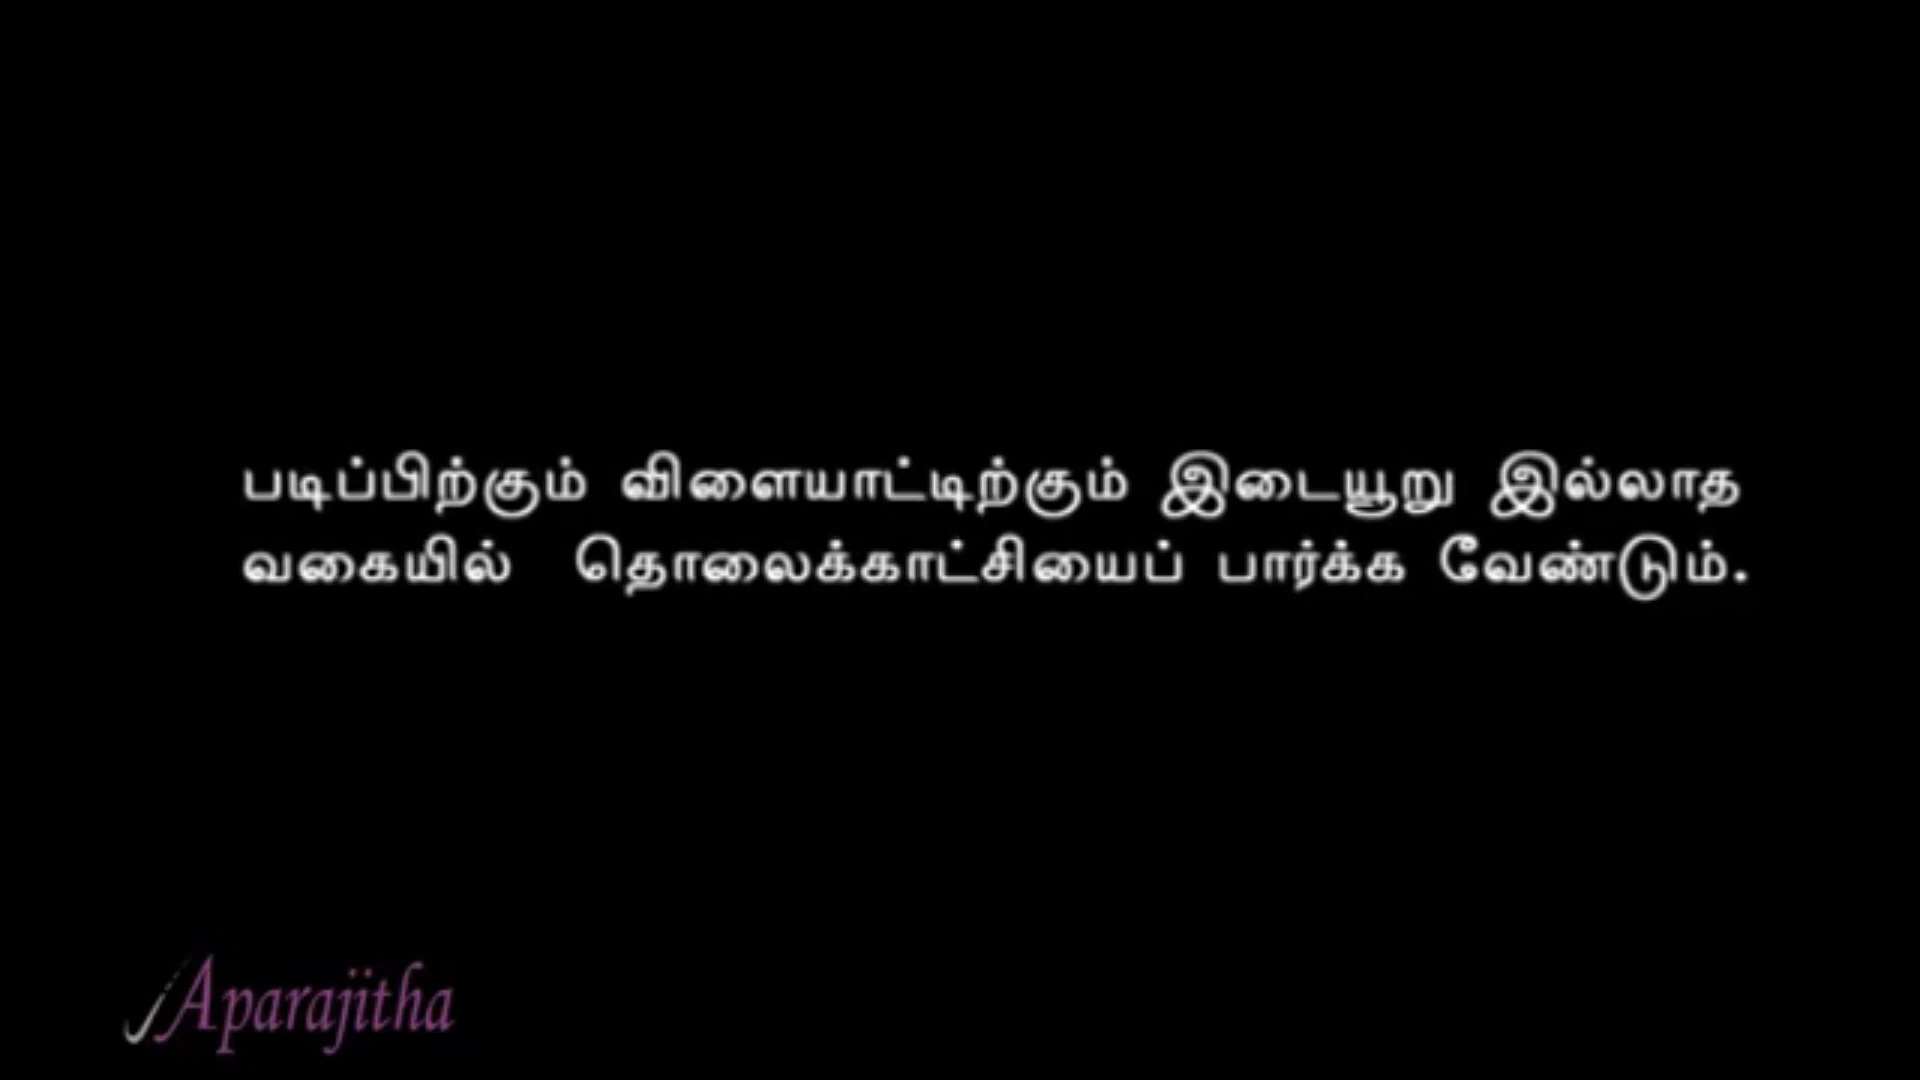 படிப்பிற்கும் விளையாட்டிற்கும் இடையூறு இல்லாத
வகையில் தொலைக்காட்சியைப் பார்க்க வேண்டும்.
Aparajitha